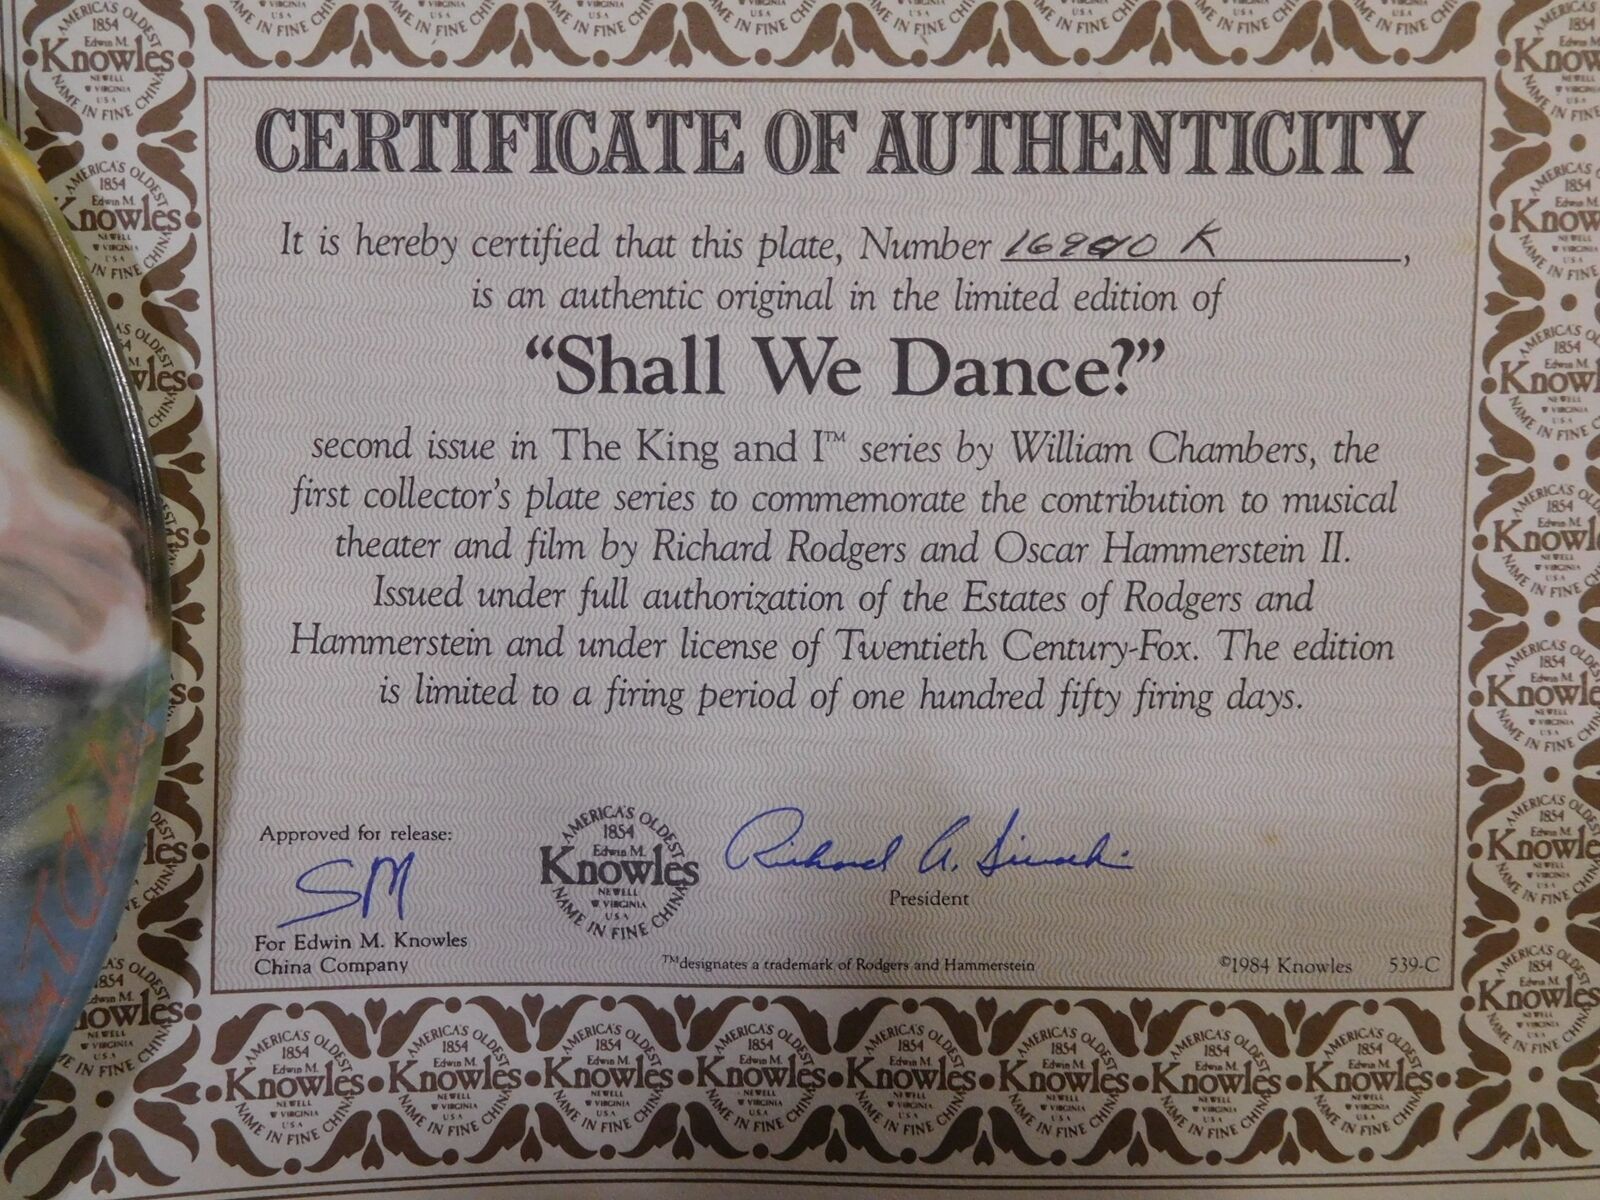 CERTIFICATE OF AUTHENTICITY
It is hereby certified that this plate, Number K,
is an authentic original in the limited edition of
“Shall We Dance?”
second issue in The King and I™ series by William Chambers, the
first collector's plate series to commemorate the contribution to musical
theater and film by Richard Rodgers and Oscar Hammerstein II.
Issued under full authorization of the Estates of Rodgers and
Hammerstein and under license of Twentieth Century-Fox. The edition
is limited to a firing period of one hundred fifty firing days.
Approved for release:
SM
For Edwin M. Knowles
China Company
AMERICA'S OLDEST
1854
Edwin M.
Knowles
NEWELL
W VIRGINIA
USA
NAME IN FINE CHINA
Richard A.
President
™designates a trademark of Rodgers and Hammerstein
©1984 Knowles 539-C